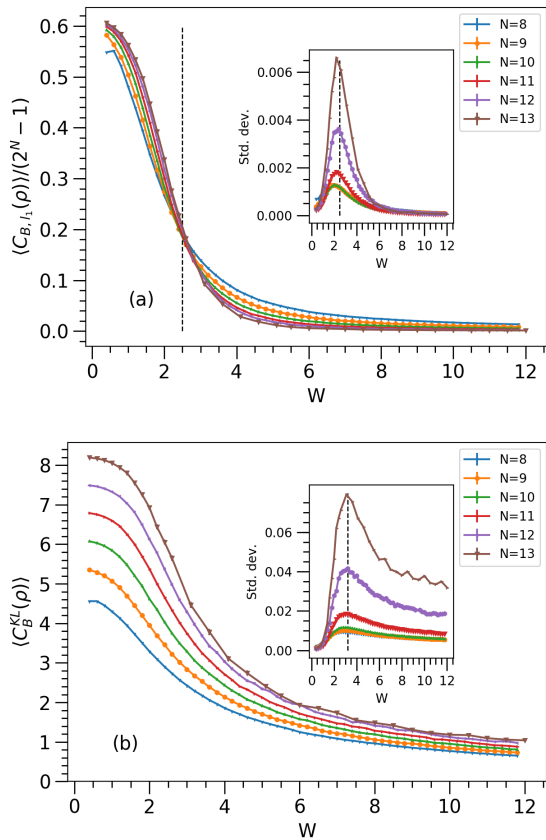 0.6
0.5
0.4
0.3
0.2
0.1
0.0
⟨C_{B, l_1}(ρ)⟩/(2^N − 1)
(a)
0 2 4 6 8 10 12
W
0.006
0.004
0.002
0.000
Std. dev.
0 2 4 6 8 10 12
W
N=8
N=9
N=10
N=11
N=12
N=13
8
7
6
5
4
3
2
1
0
⟨C_B^{KL}(ρ)⟩
(b)
0 2 4 6 8 10 12
W
0.06
0.04
0.02
0.00
Std. dev.
0 2 4 6 8 10 12
W
N=8
N=9
N=10
N=11
N=12
N=13